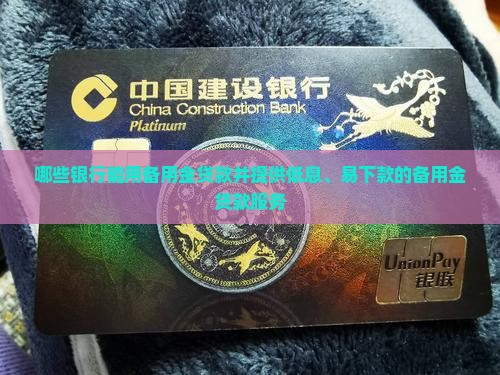 中国建设银行
China Construction Bank
Platinum
哪些银行能用备用金贷款并提供低息、易下款的备用金
贷款服务
UnionPay
银联